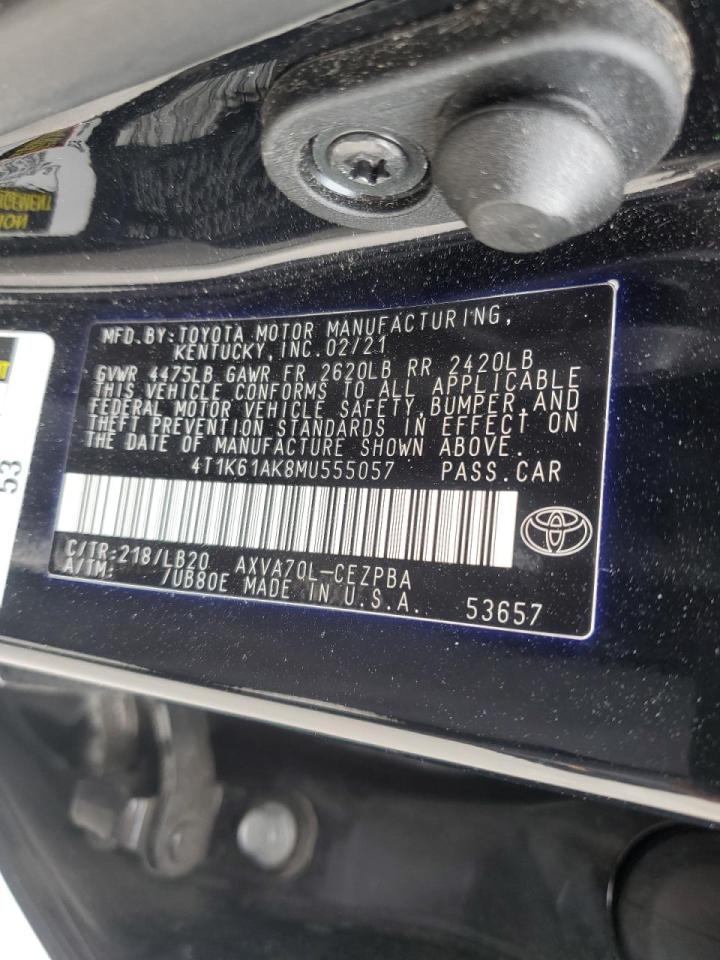 MFD.BY:TOYOTA MOTOR MANUFACTURING,
KENTUCKY,INC.02/21
GVWR 4475LB GAWR FR 2620LB RR 2420LB
THIS VEHICLE CONFORMS TO ALL APPLICABLE
FEDERAL MOTOR VEHICLE SAFETY,BUMPER,AND
THEFT PREVENTION STANDARDS IN EFFECT ON
THE DATE OF MANUFACTURE SHOWN ABOVE.
4T1K61AK8MU555057 PASS.CAR
C/TR:218/LB20 AXVA70L-CEZPBA
A/TM: /UB80E MADE IN U.S.A. 53657
53